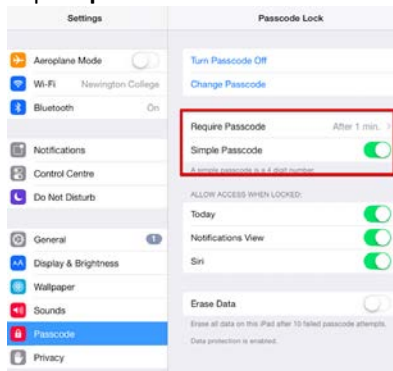 Settings
Passcode Lock
Aeroplane Mode
Wi-Fi Newington College
Bluetooth On
Notifications
Control Centre
Do Not Disturb
General 1
Display & Brightness
Wallpaper
Sounds
Passcode
Privacy
Turn Passcode Off
Change Passcode
Require Passcode After 1 min.
Simple Passcode
A simple passcode is a 4 digit number.
ALLOW ACCESS WHEN LOCKED:
Today
Notifications View
Siri
Erase Data
Erase all data on this iPad after 10 failed passcode attempts.
Data protection is enabled.